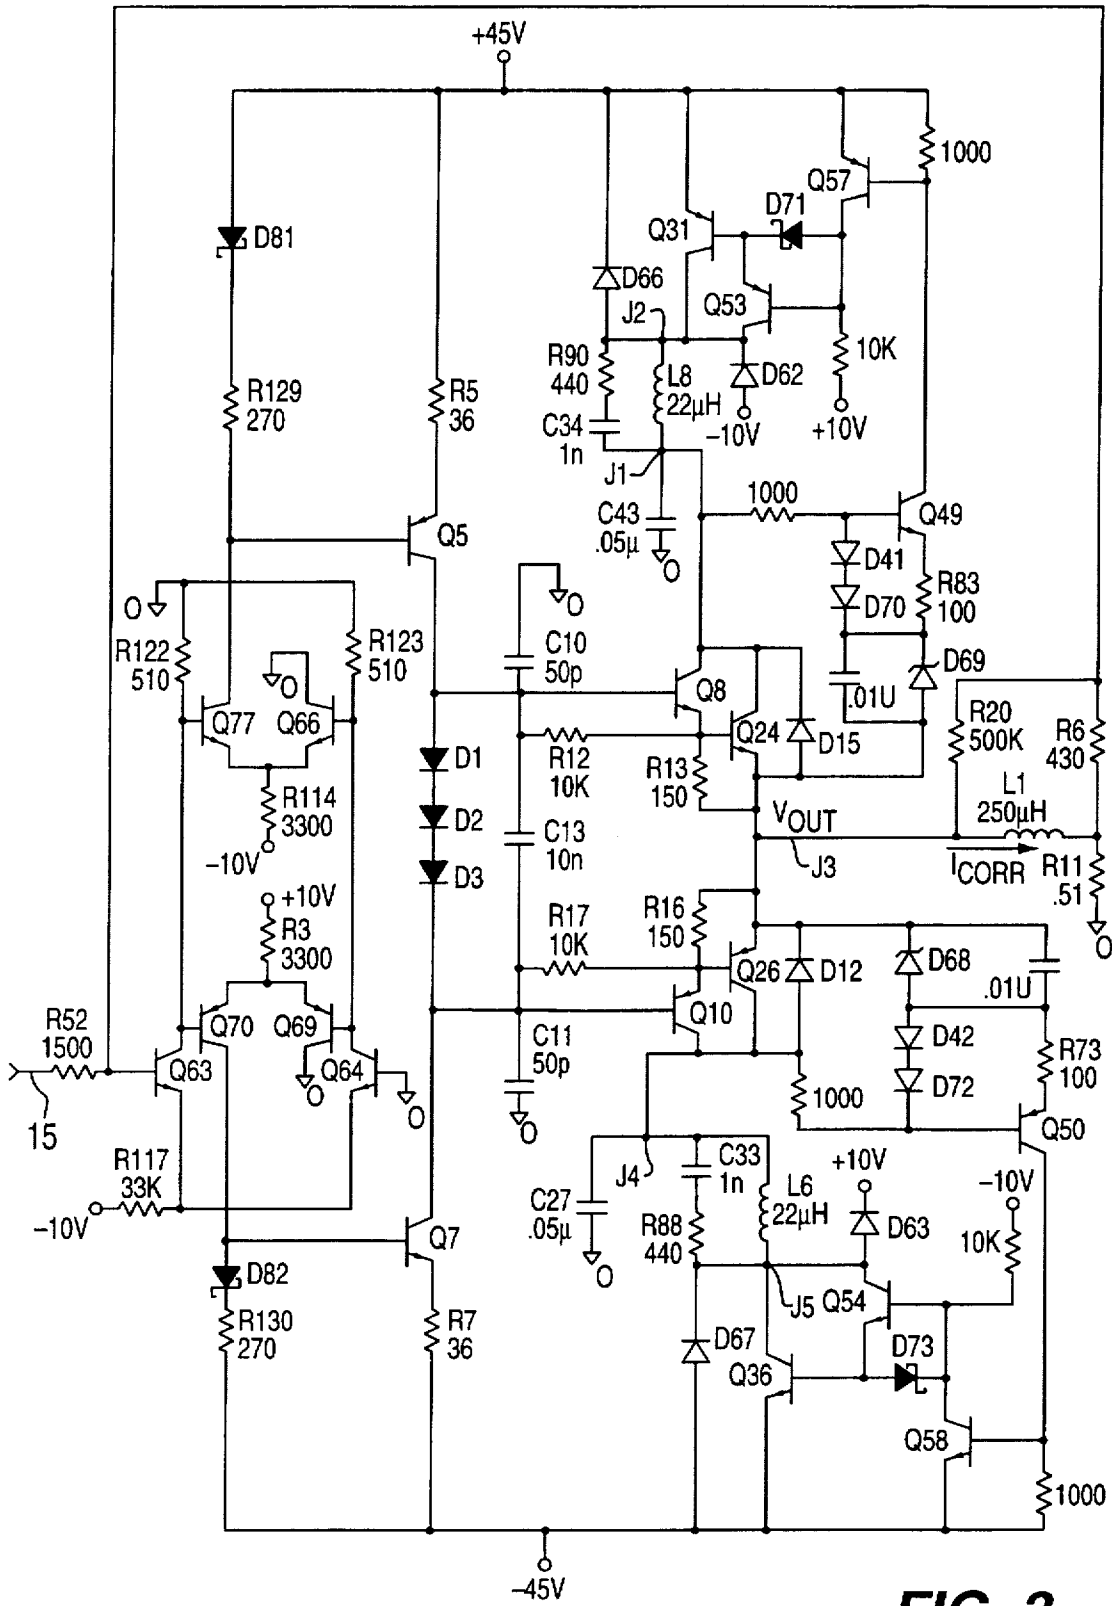 +45V
1000
Q57
D71
Q31
D81
D66
Q53
J2
10K
R90
440
L8
22μH
D62
R129
270
R5
36
C34
1n
-10V
+10V
J1
1000
Q49
C43
.05μ
Q5
D41
O
R83
100
D70
O
O
R122
510
R123
510
C10
50p
D69
Q8
.01U
O
Q77
Q66
Q24
D15
R20
500K
R6
430
D1
R12
10K
R13
150
R114
3300
L1
250μH
D2
VOUT
-10V
C13
10n
D3
J3
ICORR
R11
.51
+10V
R3
3300
R17
10K
R16
150
O
Q26
D12
D68
.01U
R52
1500
Q70
Q69
Q10
C11
50p
D42
R73
100
Q63
Q64
O
O
D72
1000
15
O
Q50
R117
33K
J4
C33
1n
+10V
-10V
L6
22μH
C27
.05μ
-10V
R88
440
D63
10K
Q7
O
D82
J5
Q54
R130
270
R7
36
D67
D73
Q36
Q58
1000
-45V